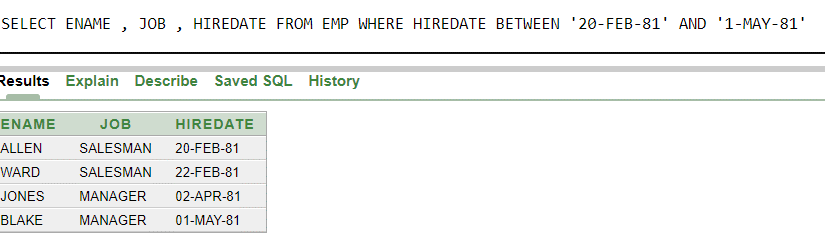 SELECT ENAME , JOB , HIREDATE FROM EMP WHERE HIREDATE BETWEEN '20-FEB-81' AND '1-MAY-81'
Results Explain Describe Saved SQL History
ENAME JOB HIREDATE
ALLEN SALESMAN 20-FEB-81
WARD SALESMAN 22-FEB-81
JONES MANAGER 02-APR-81
BLAKE MANAGER 01-MAY-81